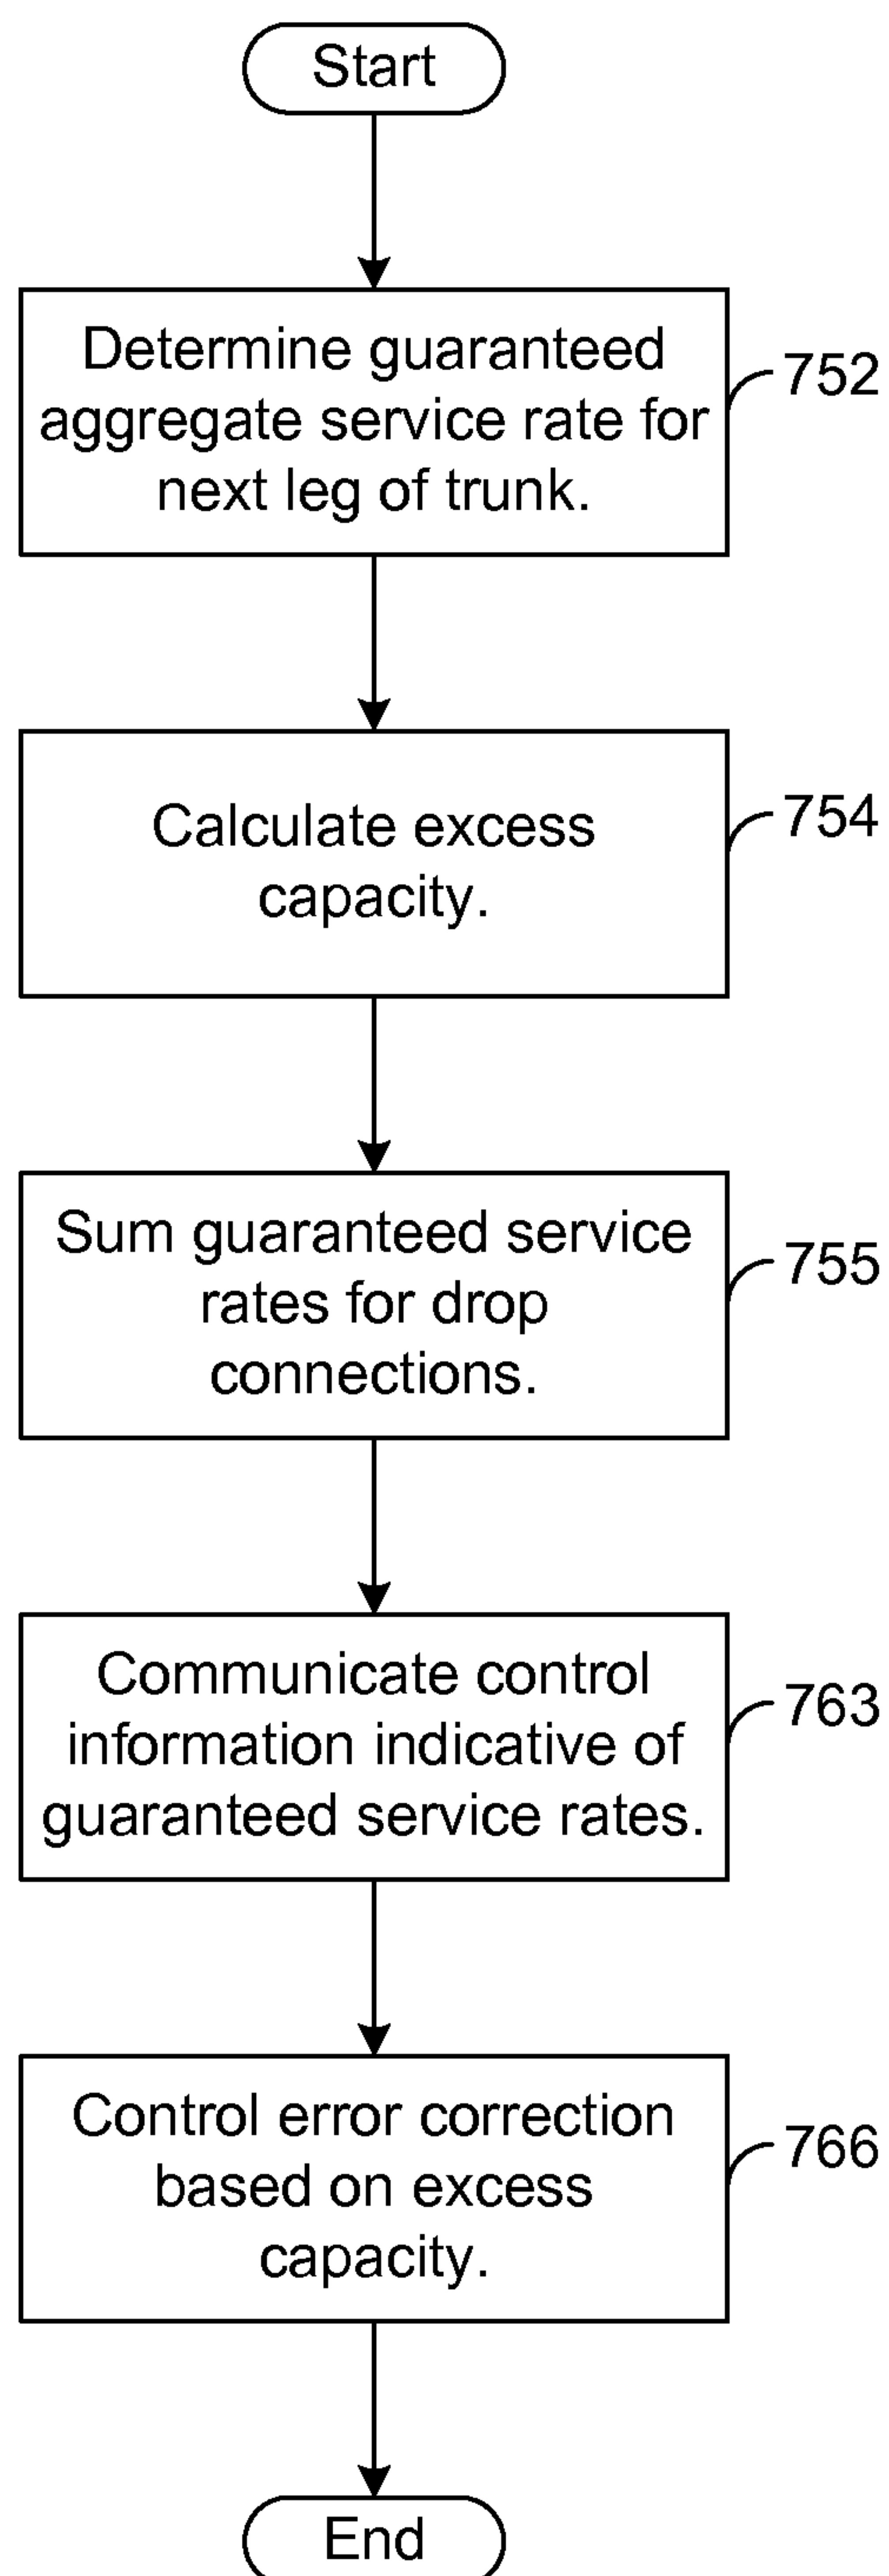 Start
Determine guaranteed
aggregate service rate for
next leg of trunk.
752
Calculate excess
capacity.
754
Sum guaranteed service
rates for drop
connections.
755
Communicate control
information indicative of
guaranteed service rates.
763
Control error correction
based on excess
capacity.
766
End